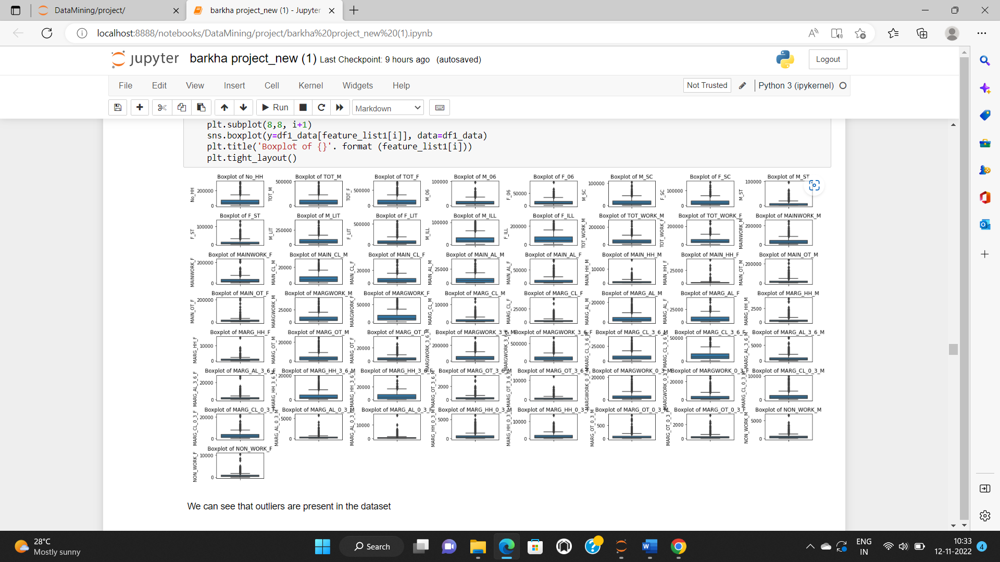 DataMining/project/
barkha project_new (1) - Jupyter
localhost:8888/notebooks/DataMining/project/barkha%20project_new%20(1).ipynb
jupyter barkha project_new (1) Last Checkpoint: 9 hours ago (autosaved)
Logout
File Edit View Insert Cell Kernel Widgets Help
Not Trusted
Python 3 (ipykernel)
Run
Markdown
plt.subplot(8,8, i+1)
sns.boxplot(y=df1_data[feature_list1[i]], data=df1_data)
plt.title('Boxplot of {}'. format (feature_list1[i]))
plt.tight_layout()
Boxplot of No_HH Boxplot of TOT_M Boxplot of TOT_F Boxplot of M_06 Boxplot of F_06 Boxplot of M_SC Boxplot of F_SC Boxplot of M_ST
No_HH 200000 0 TOT_M 500000 0 TOT_F 500000 0 M_06 100000 0 F_06 50000 0 M_SC 100000 0 F_SC 100000 0 M_ST 100000 0
Boxplot of F_ST Boxplot of M_LIT Boxplot of F_LIT Boxplot of M_ILL Boxplot of F_ILL Boxplot of TOT_WORK_M Boxplot of TOT_WORK_F Boxplot of MAINWORK_M
F_ST 100000 0 M_LIT 250000 0 F_LIT 500000 0 M_ILL 100000 0 F_ILL 200000 0 TOT_WORK_M 200000 0 TOT_WORK_F 200000 0 MAINWORK_M 200000 0
Boxplot of MAINWORK_F Boxplot of MAIN_CL_M Boxplot of MAIN_CL_F Boxplot of MAIN_AL_M Boxplot of MAIN_AL_F Boxplot of MAIN_HH_M Boxplot of MAIN_HH_F Boxplot of MAIN_OT_M
MAINWORK_F 200000 0 MAIN_CL_M 20000 0 MAIN_CL_F 20000 0 MAIN_AL_M 25000 0 MAIN_AL_F 50000 0 MAIN_HH_M 10000 0 MAIN_HH_F 25000 0 MAIN_OT_M 200000 0
Boxplot of MAIN_OT_F Boxplot of MARGWORK_M Boxplot of MARGWORK_F Boxplot of MARG_CL_M Boxplot of MARG_CL_F Boxplot of MARG_AL_M Boxplot of MARG_AL_F Boxplot of MARG_HH_M
MAIN_OT_F 200000 0 MARGWORK_M 25000 0 MARGWORK_F 50000 0 MARG_CL_M 10000 0 MARG_CL_F 25000 0 MARG_AL_M 20000 0 MARG_AL_F 25000 0 MARG_HH_M 2500 0
Boxplot of MARG_HH_F Boxplot of MARG_OT_M Boxplot of MARG_OT_F Boxplot of MARGWORK_3_6_M Boxplot of MARGWORK_3_6_F Boxplot of MARG_CL_3_6_M Boxplot of MARG_CL_3_6_F Boxplot of MARG_AL_3_6_M
MARG_HH_F 10000 0 MARG_OT_M 20000 0 MARG_OT_F 20000 0 MARGWORK_3_6_M 200000 0 MARGWORK_3_6_F 500000 0 MARG_CL_3_6_M 25000 0 MARG_CL_3_6_F 50000 0 MARG_AL_3_6_M 5000 0
Boxplot of MARG_AL_3_6_F Boxplot of MARG_HH_3_6_M Boxplot of MARG_HH_3_6_F Boxplot of MARG_OT_3_6_M Boxplot of MARG_OT_3_6_F Boxplot of MARGWORK_0_3_M Boxplot of MARGWORK_0_3_F Boxplot of MARG_CL_0_3_M
MARG_AL_3_6_F 20000 0 MARG_HH_3_6_M 20000 0 MARG_HH_3_6_F 20000 0 MARG_OT_3_6_M 2000 0 MARG_OT_3_6_F 10000 0 MARGWORK_0_3_M 20000 0 MARGWORK_0_3_F 20000 0 MARG_CL_0_3_M 10000 0
Boxplot of MARG_CL_0_3_F Boxplot of MARG_AL_0_3_M Boxplot of MARG_AL_0_3_F Boxplot of MARG_HH_0_3_M Boxplot of MARG_HH_0_3_F Boxplot of MARG_OT_0_3_M Boxplot of MARG_OT_0_3_F Boxplot of NON_WORK_M
MARG_CL_0_3_F 20000 0 MARG_AL_0_3_M 5000 0 MARG_AL_0_3_F 10000 0 MARG_HH_0_3_M 5000 0 MARG_HH_0_3_F 10000 0 MARG_OT_0_3_M 500 0 MARG_OT_0_3_F 2000 0 NON_WORK_M 5000 0
Boxplot of NON_WORK_F
NON_WORK_F 10000 0
We can see that outliers are present in the dataset
28°C
Mostly sunny
Search
ENG
IN
10:33
12-11-2022
4